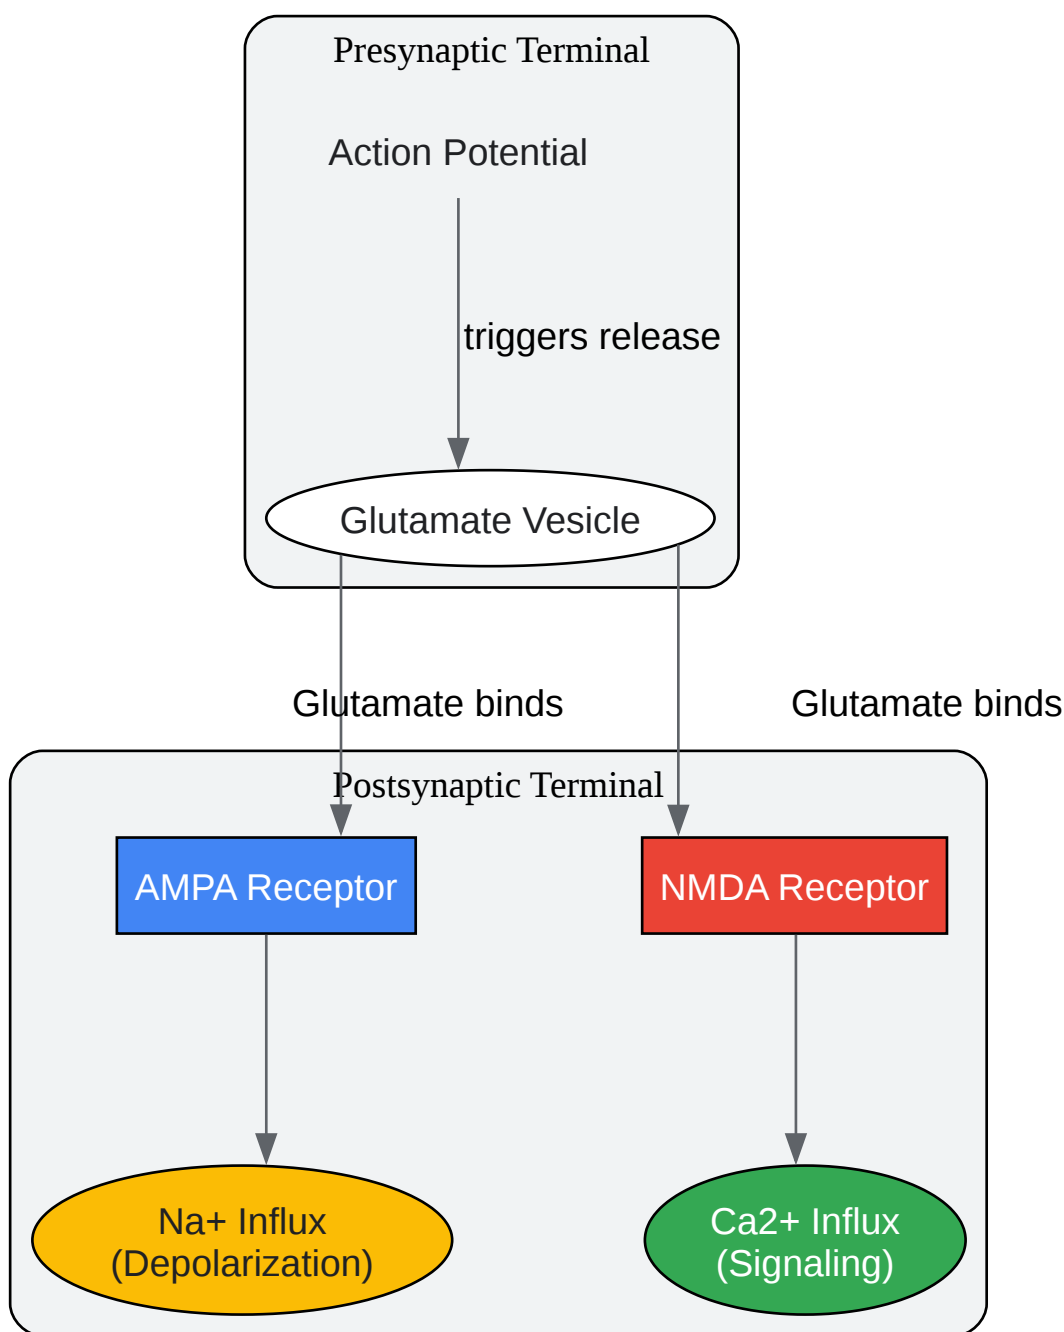 Presynaptic Terminal
Action Potential
triggers release
Glutamate Vesicle
Glutamate binds
Glutamate binds
Postsynaptic Terminal
AMPA Receptor
NMDA Receptor
Na+ Influx
(Depolarization)
Ca2+ Influx
(Signaling)